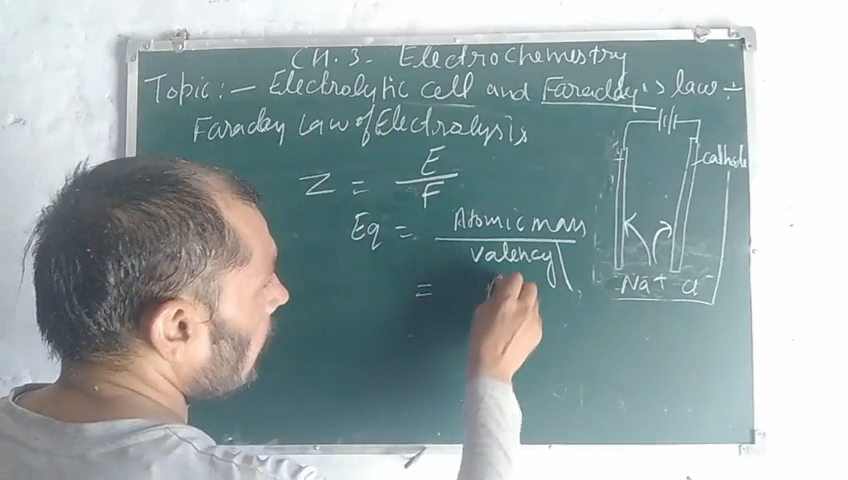 CH. 3 - Electrochemestry
Topic :- Electrolytic cell and Faraday's law :-
Faraday Law of Electrolysis
Z = E / F
Eq = Atomic mass / Valency
=
cathode
Na+ Cl-